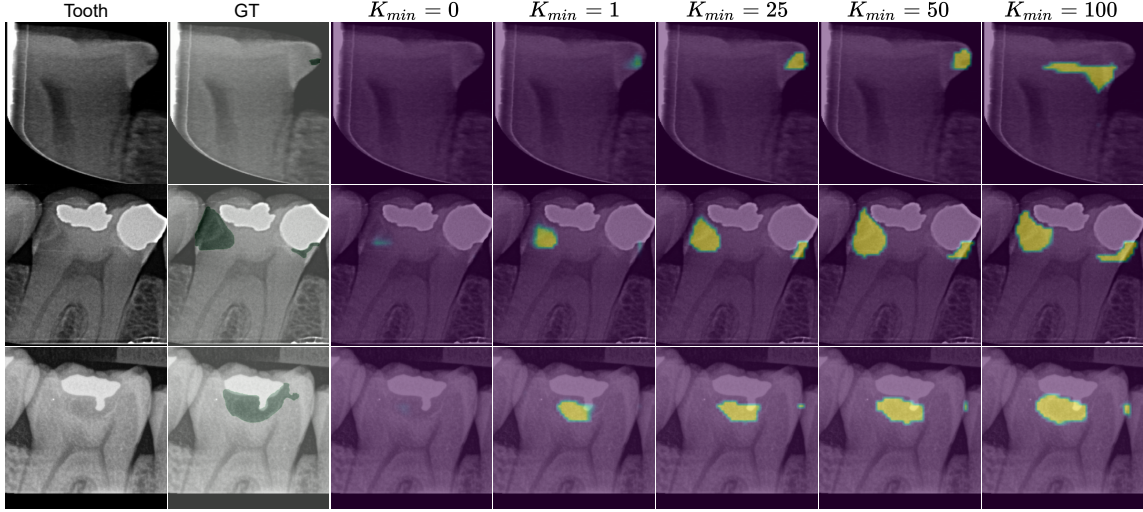 Tooth GT K_{min} = 0 K_{min} = 1 K_{min} = 25 K_{min} = 50 K_{min} = 100